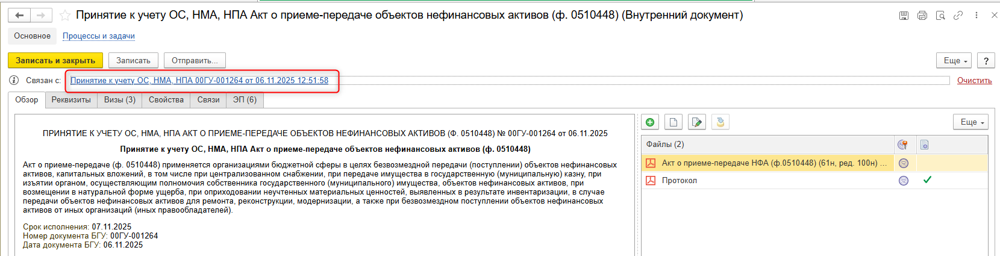 Принятие к учету ОС, НМА, НПА Акт о приеме-передаче объектов нефинансовых активов (ф. 0510448) (Внутренний документ)
Основное Процессы и задачи
Записать и закрыть Записать Отправить... Еще ?
Связан с: Принятие к учету ОС, НМА, НПА 00ГУ-001264 от 06.11.2025 12:51:58 Очистить
Обзор Реквизиты Визы (3) Свойства Связи ЭП (6)
ПРИНЯТИЕ К УЧЕТУ ОС, НМА, НПА АКТ О ПРИЕМЕ-ПЕРЕДАЧЕ ОБЪЕКТОВ НЕФИНАНСОВЫХ АКТИВОВ (Ф. 0510448) № 00ГУ-001264 от 06.11.2025
Принятие к учету ОС, НМА, НПА Акт о приеме-передаче объектов нефинансовых активов (ф. 0510448)
Акт о приеме-передаче (ф. 0510448) применяется организациями бюджетной сферы в целях безвозмездной передачи (поступлении) объектов нефинансовых
активов, капитальных вложений, в том числе при централизованном снабжении, при передаче имущества в государственную (муниципальную) казну, при
изъятии органом, осуществляющим полномочия собственника государственного (муниципального) имущества, объектов нефинансовых активов, при
возмещении в натуральной форме ущерба, при оприходовании неучтенных материальных ценностей, выявленных в результате инвентаризации, в случае
передачи объектов нефинансовых активов для ремонта, реконструкции, модернизации, а также при безвозмездном поступлении объектов нефинансовых
активов от иных организаций (иных правообладателей).
Срок исполнения: 07.11.2025
Номер документа БГУ: 00ГУ-001264
Дата документа БГУ: 06.11.2025
Еще
Файлы (2)
Акт о приеме-передаче НФА (ф.0510448) (61н, ред. 100н) ...
Протокол